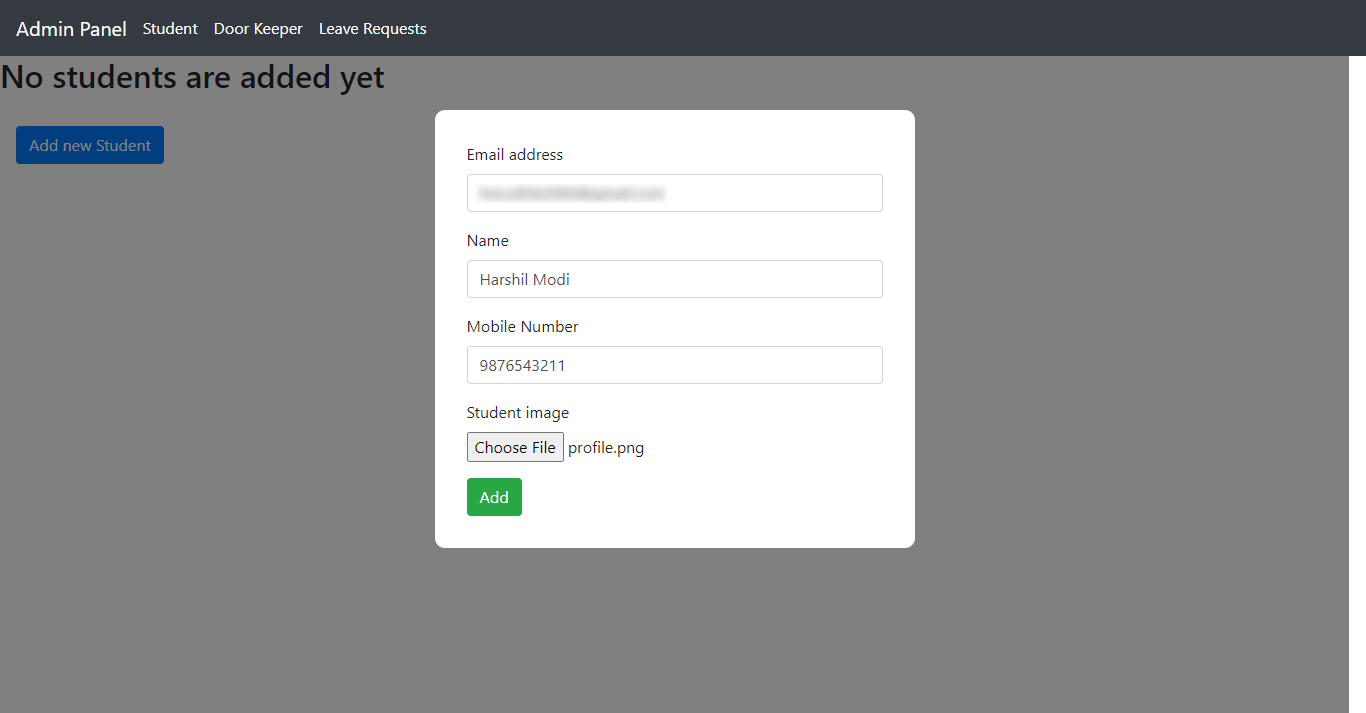 Admin Panel Student Door Keeper Leave Requests
No students are added yet
Add new Student
Email address
Name
Harshil Modi
Mobile Number
9876543211
Student image
Choose File profile.png
Add